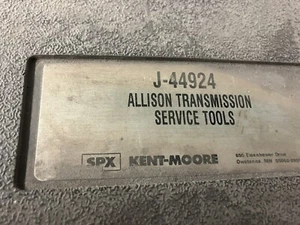 J-44924
ALLISON TRANSMISSION
SERVICE TOOLS
SPX KENT-MOORE